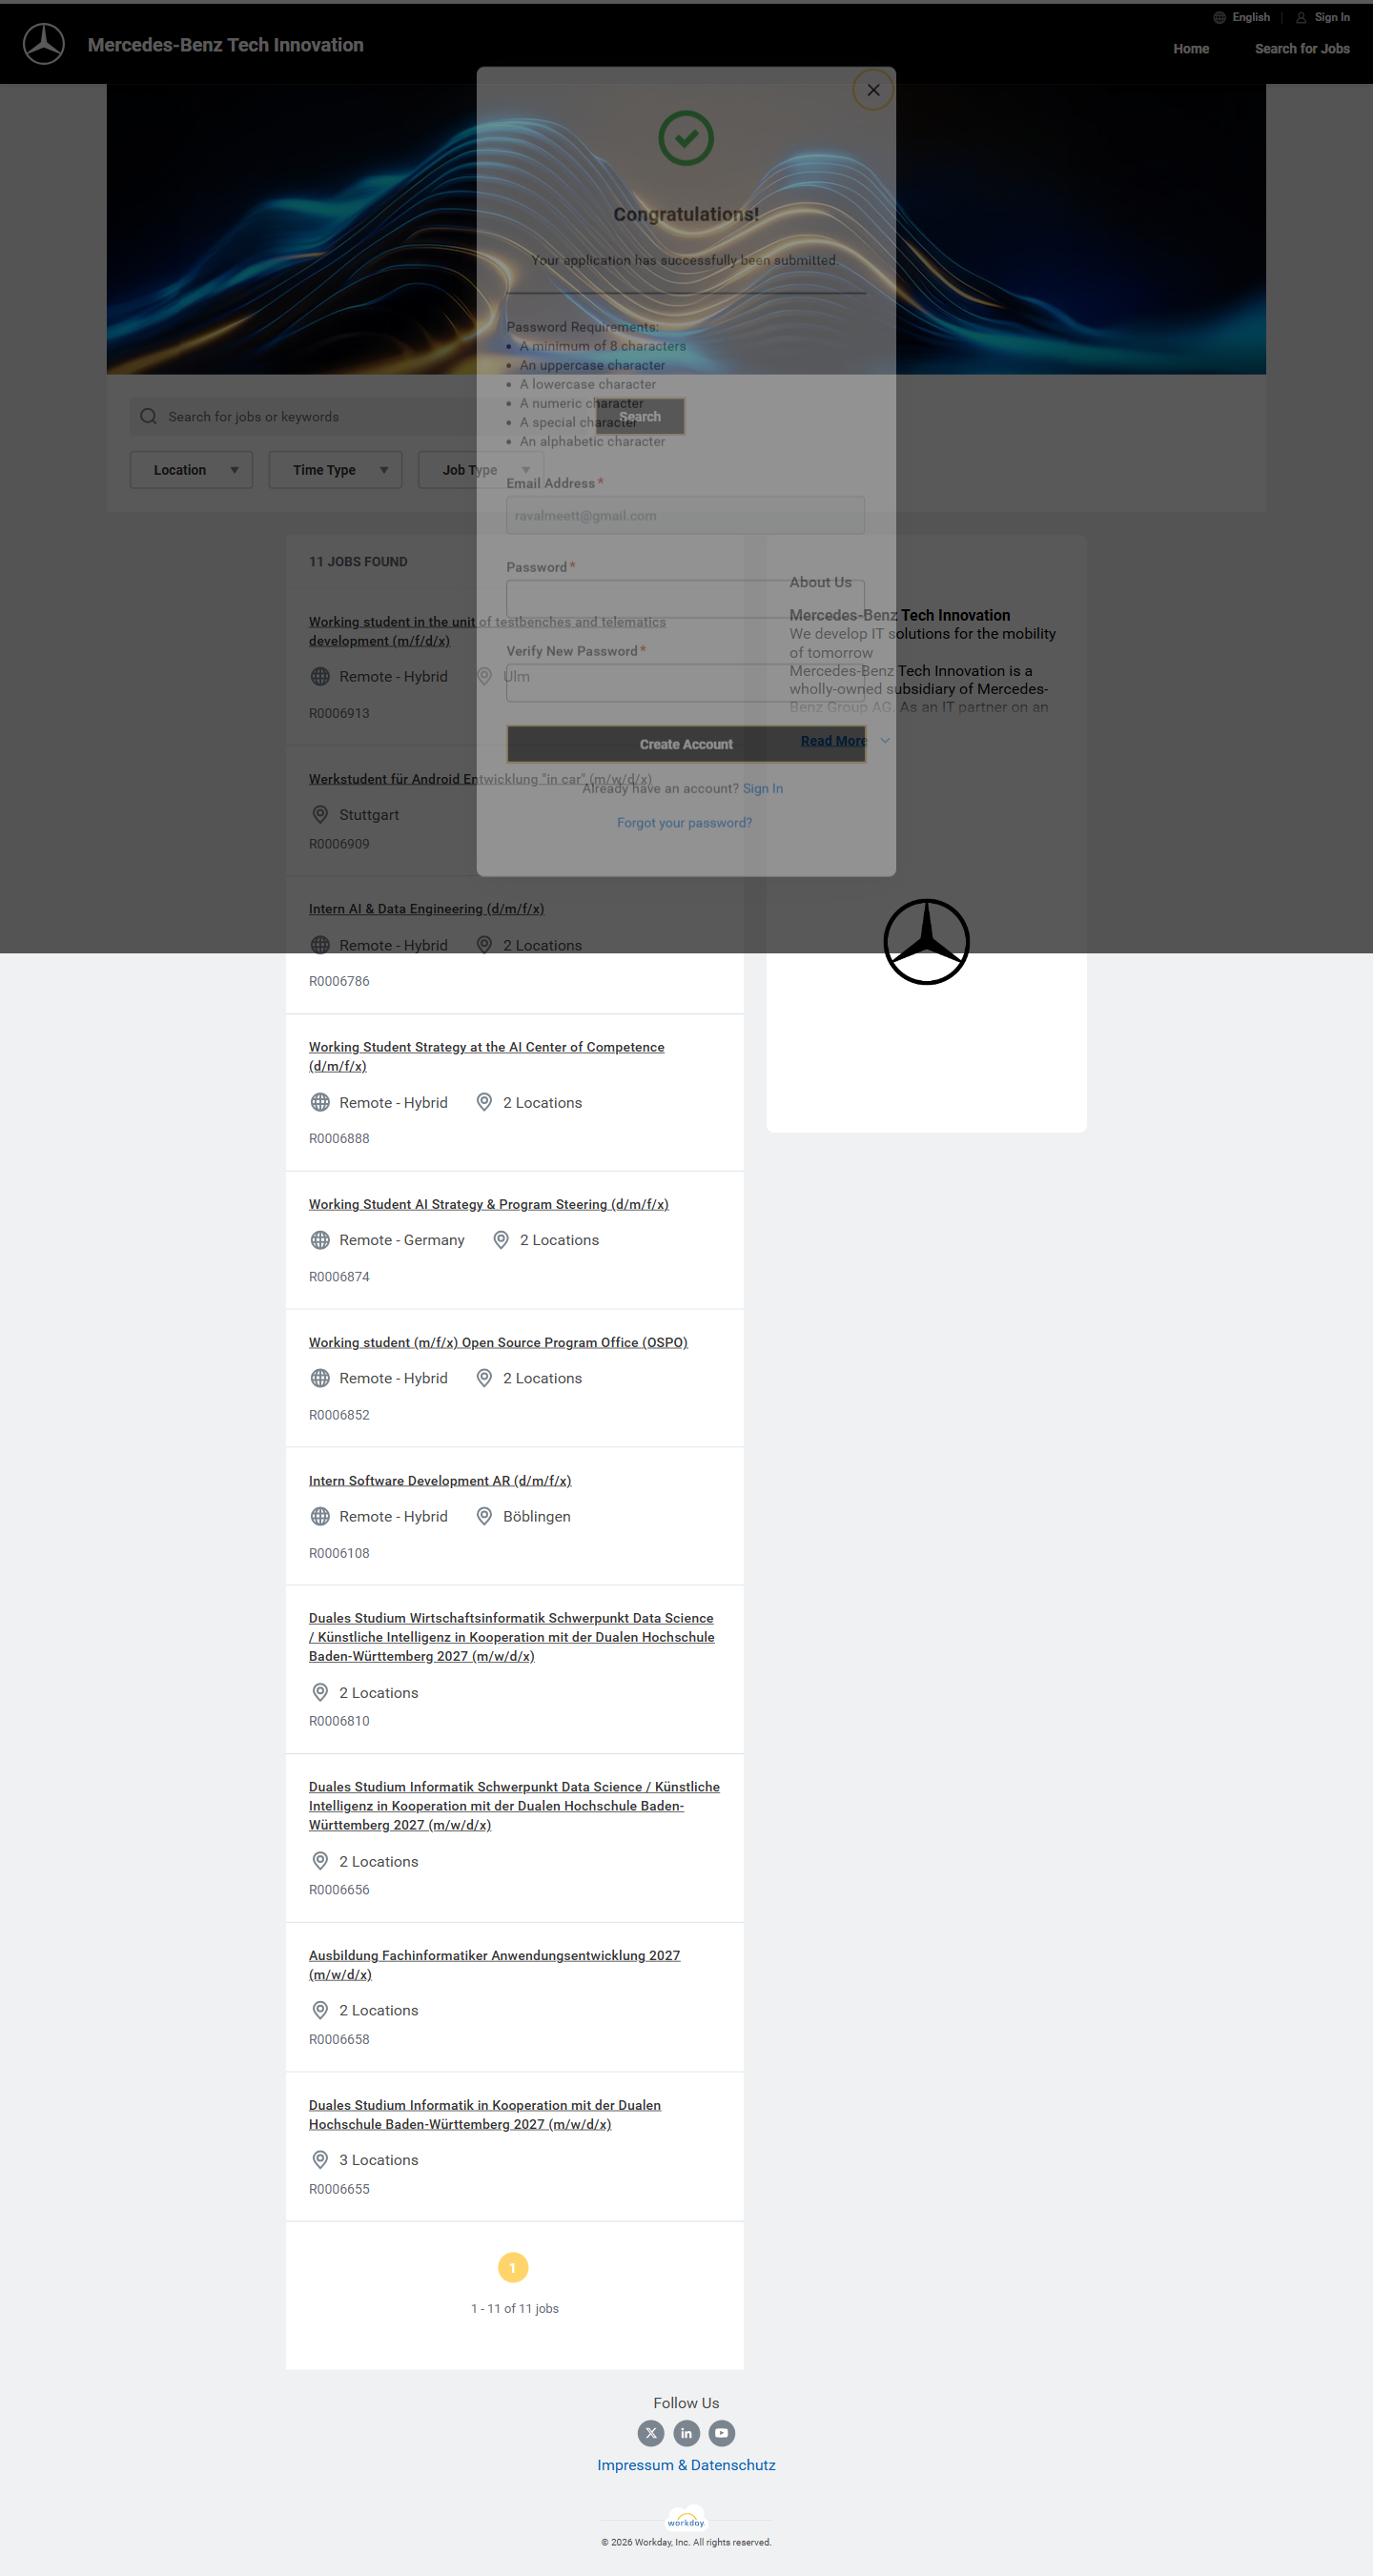 English
Sign In
Mercedes-Benz Tech Innovation
Home
Search for Jobs
Congratulations!
Your application has successfully been submitted.
Password Requirements:
A minimum of 8 characters
An uppercase character
A lowercase character
A numeric character
A special character
An alphabetic character
Email Address*
ravalmeett@gmail.com
Password*
Verify New Password*
Create Account
Already have an account? Sign In
Forgot your password?
Search for jobs or keywords
Search
Location
Time Type
Job Type
11 JOBS FOUND
Working student in the unit of testbenches and telematics
development (m/f/d/x)
Remote - Hybrid
Ulm
R0006913
Werkstudent für Android Entwicklung "in car" (m/w/d/x)
Stuttgart
R0006909
Intern AI & Data Engineering (d/m/f/x)
Remote - Hybrid
2 Locations
R0006786
Working Student Strategy at the AI Center of Competence
(d/m/f/x)
Remote - Hybrid
2 Locations
R0006888
Working Student AI Strategy & Program Steering (d/m/f/x)
Remote - Germany
2 Locations
R0006874
Working student (m/f/x) Open Source Program Office (OSPO)
Remote - Hybrid
2 Locations
R0006852
Intern Software Development AR (d/m/f/x)
Remote - Hybrid
Böblingen
R0006108
Duales Studium Wirtschaftsinformatik Schwerpunkt Data Science
/ Künstliche Intelligenz in Kooperation mit der Dualen Hochschule
Baden-Württemberg 2027 (m/w/d/x)
2 Locations
R0006810
Duales Studium Informatik Schwerpunkt Data Science / Künstliche
Intelligenz in Kooperation mit der Dualen Hochschule Baden-
Württemberg 2027 (m/w/d/x)
2 Locations
R0006656
Ausbildung Fachinformatiker Anwendungsentwicklung 2027
(m/w/d/x)
2 Locations
R0006658
Duales Studium Informatik in Kooperation mit der Dualen
Hochschule Baden-Württemberg 2027 (m/w/d/x)
3 Locations
R0006655
1
1 - 11 of 11 jobs
About Us
Mercedes-Benz Tech Innovation
We develop IT solutions for the mobility
of tomorrow
Mercedes-Benz Tech Innovation is a
wholly-owned subsidiary of Mercedes-
Benz Group AG. As an IT partner on an
Read More
Follow Us
Impressum & Datenschutz
workday.
© 2026 Workday, Inc. All rights reserved.